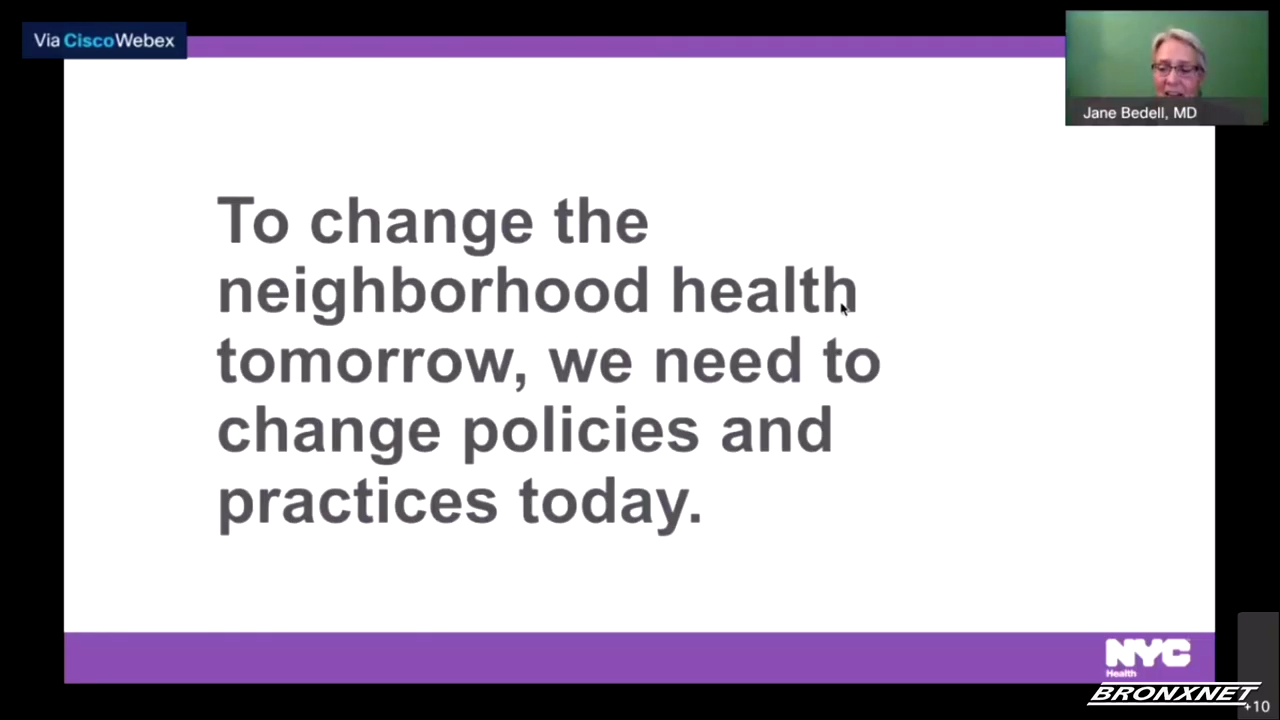 Via CiscoWebex
Jane Bedell, MD
To change the
neighborhood health
tomorrow, we need to
change policies and
practices today.
NYC
Health
BRONXNET
+10